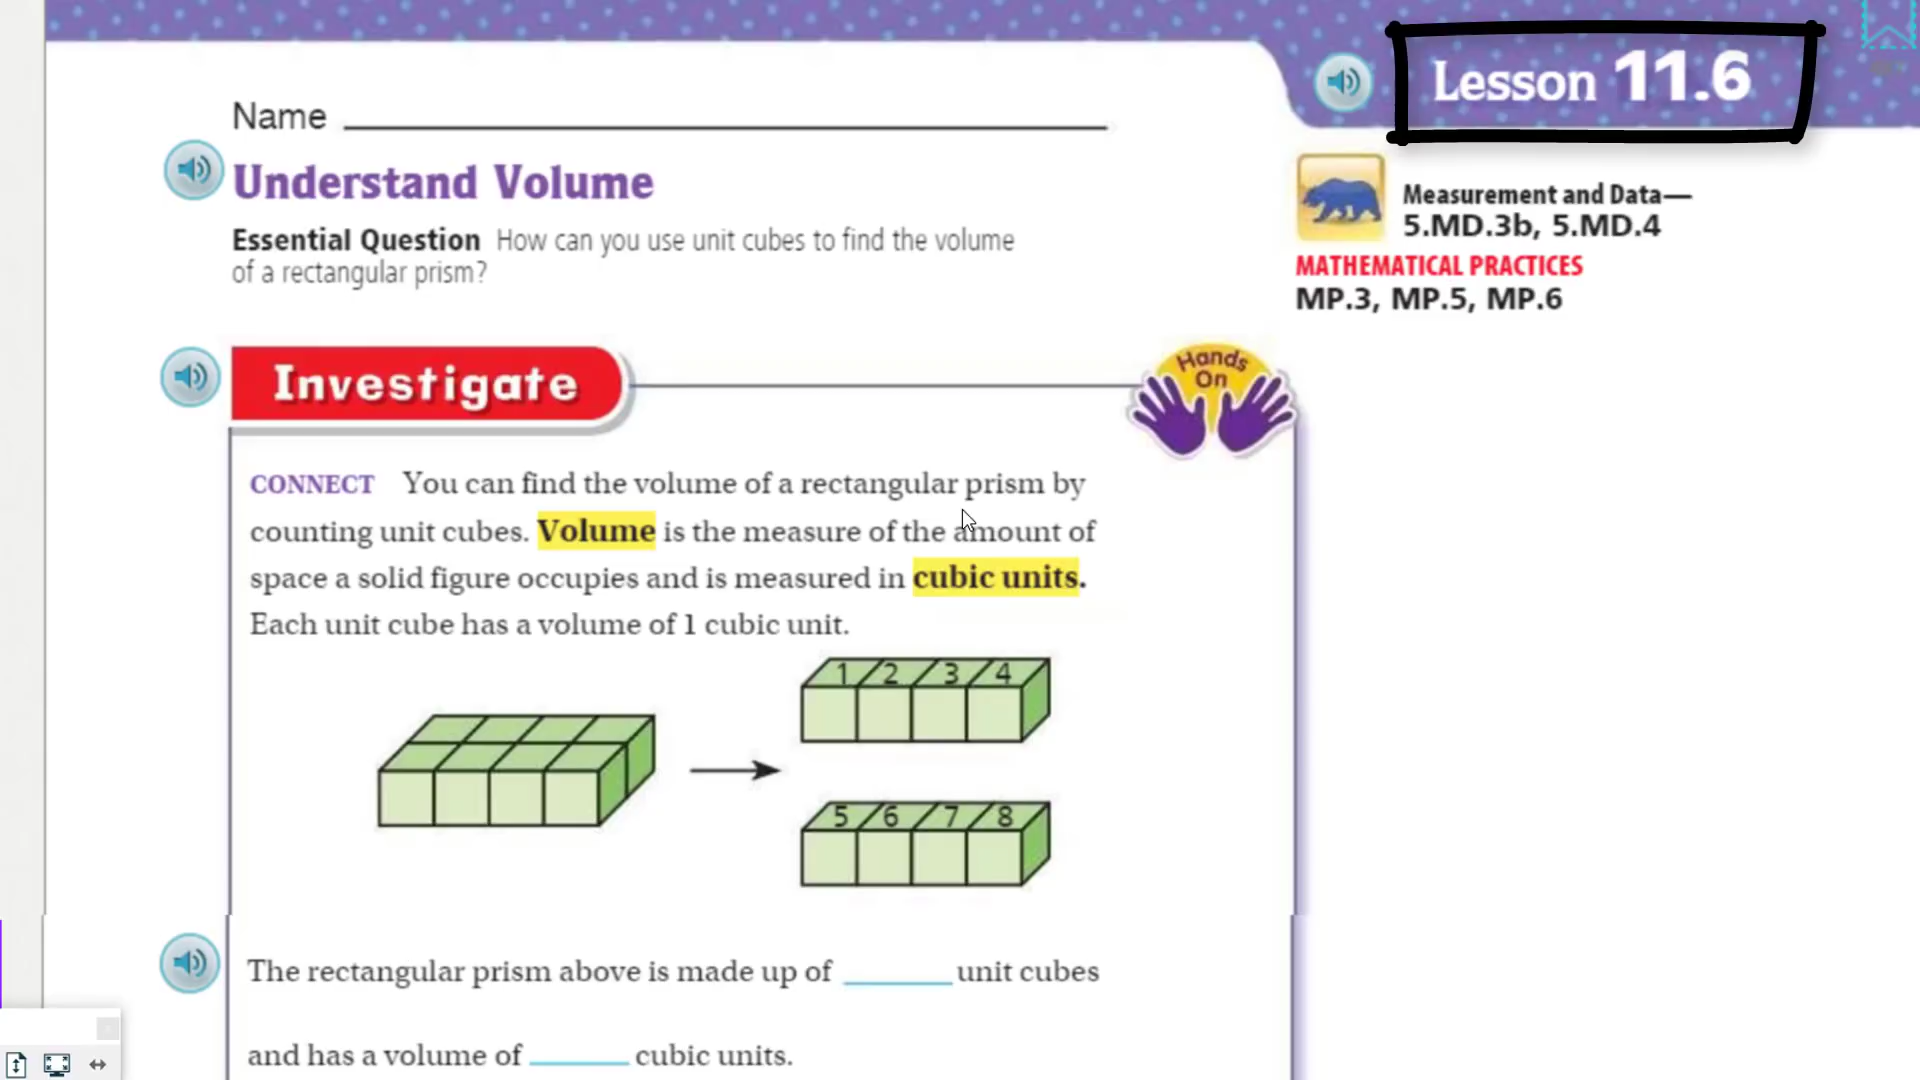 Lesson 11.6
Name
Understand Volume
Essential Question How can you use unit cubes to find the volume
of a rectangular prism?
Measurement and Data—
5.MD.3b, 5.MD.4
MATHEMATICAL PRACTICES
MP.3, MP.5, MP.6
Investigate
Hands
On
CONNECT You can find the volume of a rectangular prism by
counting unit cubes. Volume is the measure of the amount of
space a solid figure occupies and is measured in cubic units.
Each unit cube has a volume of 1 cubic unit.
1 2 3 4
5 6 7 8
The rectangular prism above is made up of ______ unit cubes
and has a volume of ______ cubic units.